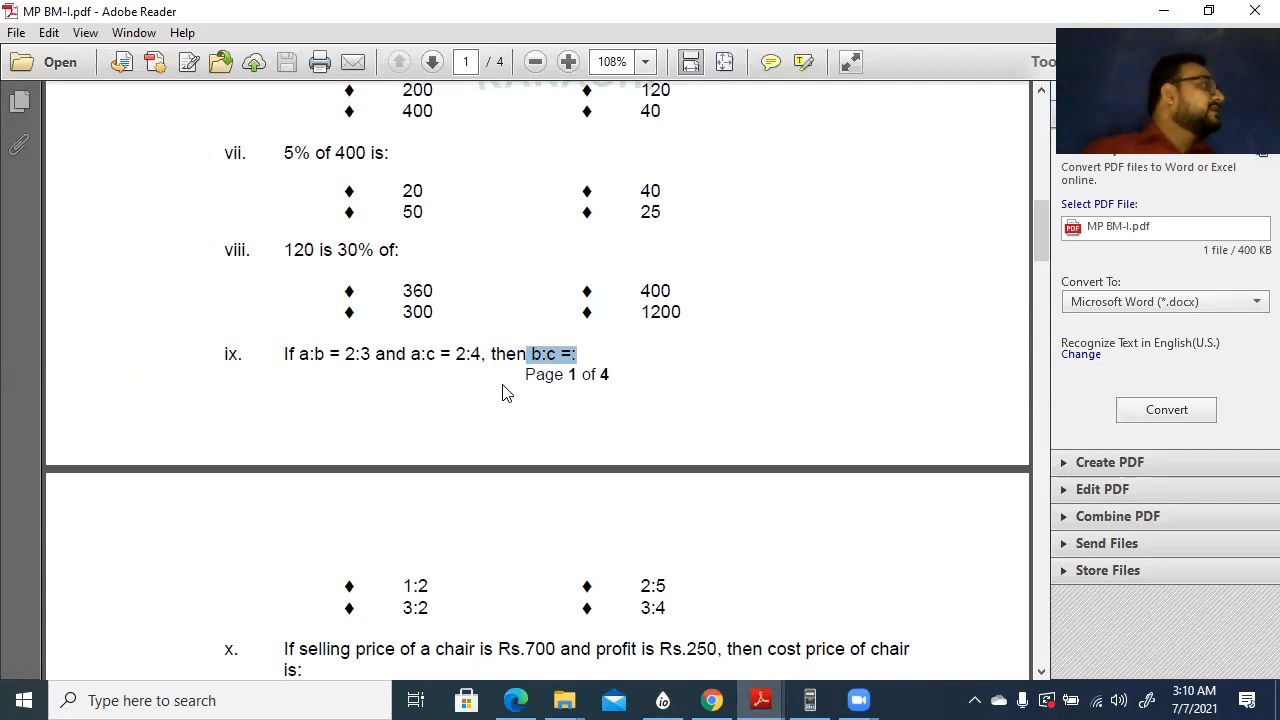 MP BM-I.pdf - Adobe Reader
File Edit View Window Help
Open 1 / 4 108%
200 120
400 40
vii. 5% of 400 is:
20 40
50 25
viii. 120 is 30% of:
360 400
300 1200
ix. If a:b = 2:3 and a:c = 2:4, then b:c =:
Page 1 of 4
1:2 2:5
3:2 3:4
x. If selling price of a chair is Rs.700 and profit is Rs.250, then cost price of chair
is:
Convert PDF files to Word or Excel
online.
Select PDF File:
MP BM-I.pdf
1 file / 400 KB
Convert To:
Microsoft Word (*.docx)
Recognize Text in English(U.S.)
Change
Convert
Create PDF
Edit PDF
Combine PDF
Send Files
Store Files
Type here to search
3:10 AM
7/7/2021